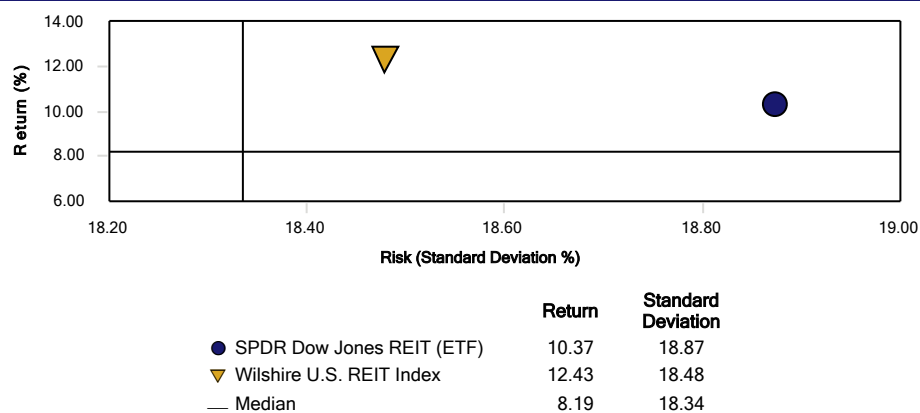 14.00
12.00
10.00
8.00
6.00
Return (%)
18.20 18.40 18.60 18.80 19.00
Risk (Standard Deviation %)
Return Standard Deviation
SPDR Dow Jones REIT (ETF) 10.37 18.87
Wilshire U.S. REIT Index 12.43 18.48
Median 8.19 18.34